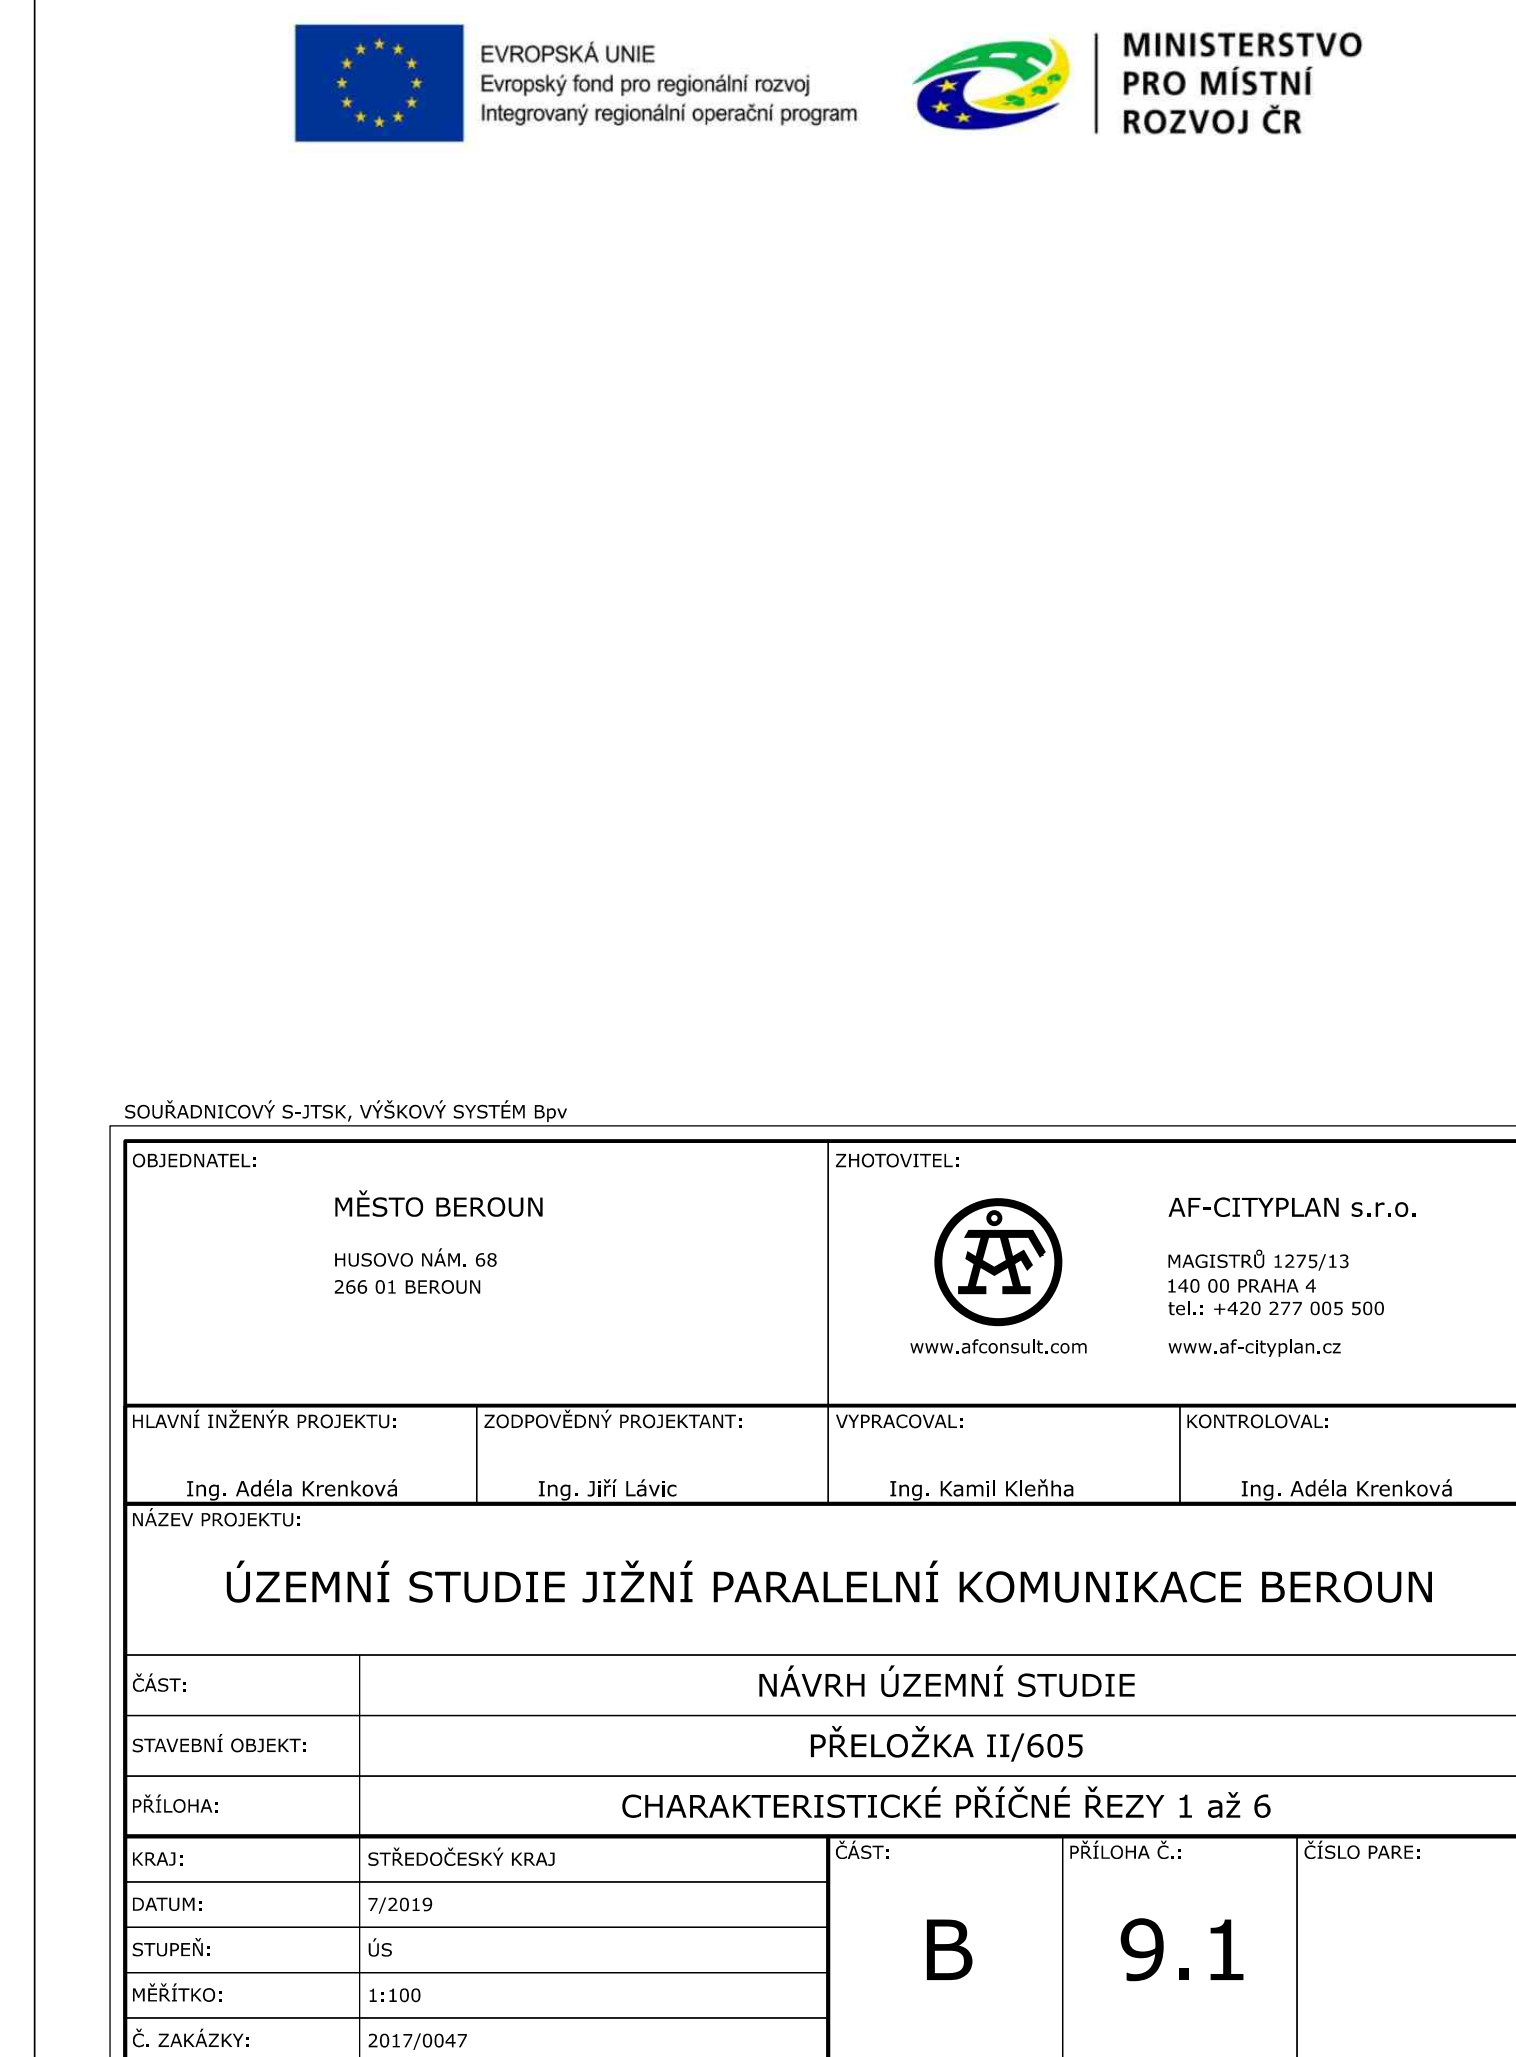 EVROPSKÁ UNIE
Evropský fond pro regionální rozvoj
Integrovaný regionální operační program
MINISTERSTVO
PRO MÍSTNÍ
ROZVOJ ČR
SOUŘADNICOVÝ S-JTSK, VÝŠKOVÝ SYSTÉM Bpv
OBJEDNATEL:
MĚSTO BEROUN
HUSOVO NÁM. 68
266 01 BEROUN
ZHOTOVITEL:
ÅF
www.afconsult.com
AF-CITYPLAN s.r.o.
MAGISTRŮ 1275/13
140 00 PRAHA 4
tel.: +420 277 005 500
www.af-cityplan.cz
HLAVNÍ INŽENÝR PROJEKTU:
Ing. Adéla Krenková
ZODPOVĚDNÝ PROJEKTANT:
Ing. Jiří Lávic
VYPRACOVAL:
Ing. Kamil Kleňha
KONTROLOVAL:
Ing. Adéla Krenková
NÁZEV PROJEKTU:
ÚZEMNÍ STUDIE JIŽNÍ PARALELNÍ KOMUNIKACE BEROUN
ČÁST:
NÁVRH ÚZEMNÍ STUDIE
STAVEBNÍ OBJEKT:
PŘELOŽKA II/605
PŘÍLOHA:
CHARAKTERISTICKÉ PŘÍČNÉ ŘEZY 1 až 6
KRAJ:
STŘEDOČESKÝ KRAJ
DATUM:
7/2019
STUPEŇ:
ÚS
MĚŘÍTKO:
1:100
Č. ZAKÁZKY:
2017/0047
ČÁST:
B
PŘÍLOHA Č.:
9.1
ČÍSLO PARE: